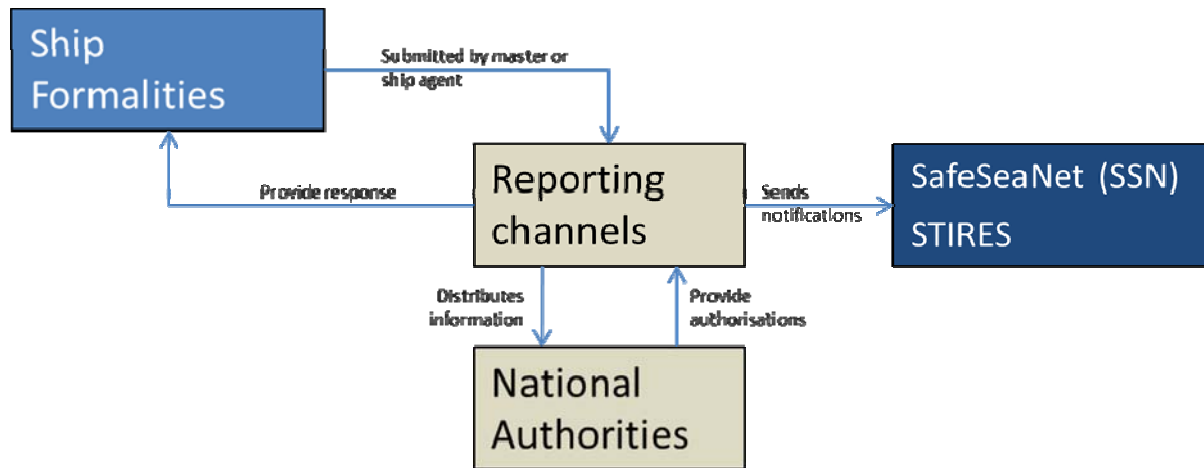 Ship
Formalities
Submitted by master or
ship agent
Provide response
Reporting
channels
Sends
notifications
SafeSeaNet (SSN)
STIRES
Distributes
information
Provide
authorisations
National
Authorities